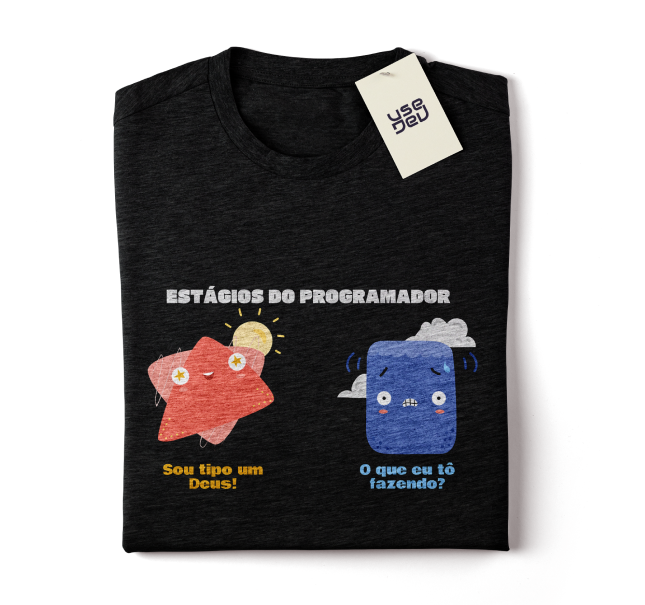 use
dev
ESTÁGIOS DO PROGRAMADOR
Sou tipo um
Deus!
O que eu tô
fazendo?